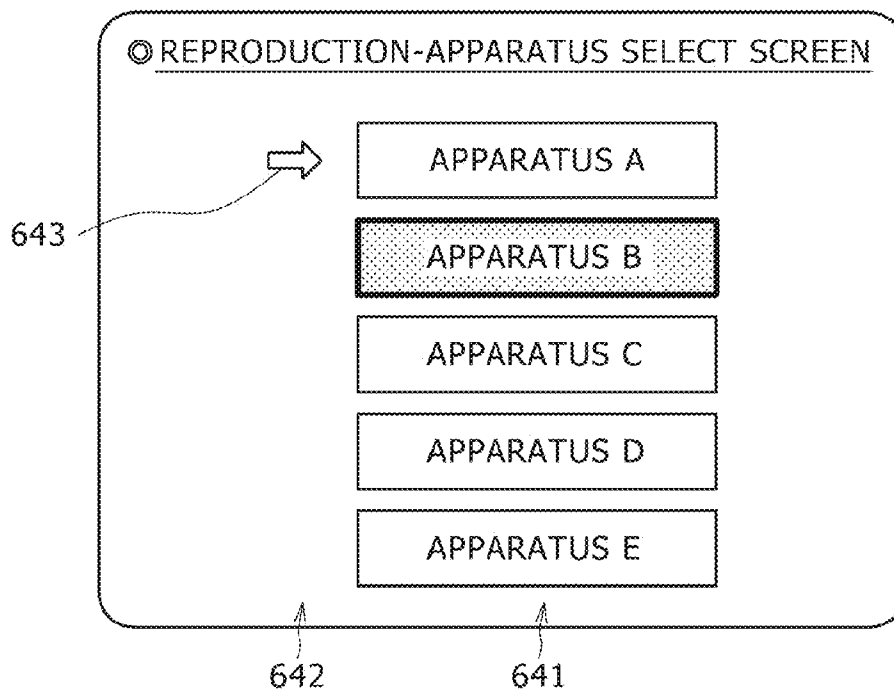 ◎REPRODUCTION-APPARATUS SELECT SCREEN
APPARATUS A
643
APPARATUS B
APPARATUS C
APPARATUS D
APPARATUS E
642 641